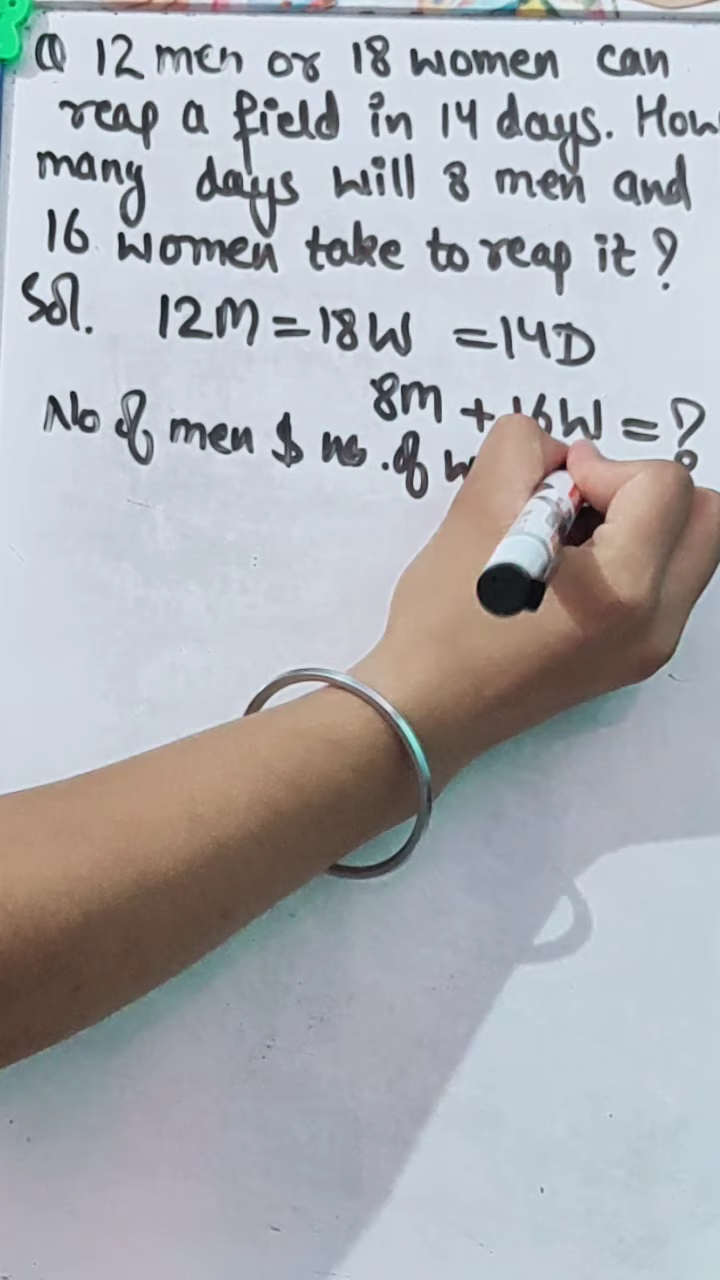 Q 12 men or 18 women can
reap a field in 14 days. How
many days will 8 men and
16 women take to reap it?
Sol. 12M = 18W = 14D
8M + 16W = ?
No of men $ no. of w